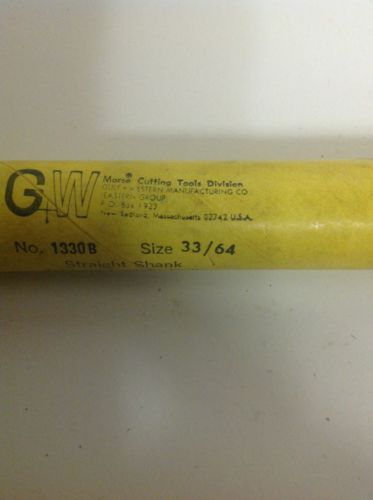 G+W
Morse® Cutting Tools Division
GULF + WESTERN MANUFACTURING CO
EASTERN GROUP
P.O. Box 1923
New Bedford, Massachusetts 02742 U.S.A.
No. 1330B Size 33/64
Straight Shank